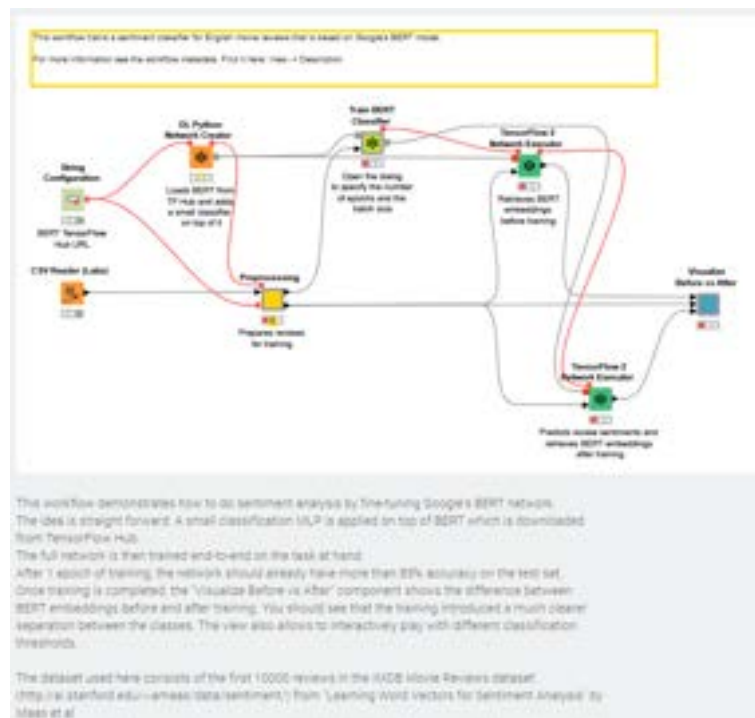 This workflow trains a sentiment classifier for English movie reviews that is based on Google's BERT model.
For more information see the workflow metadata. Find it here: View -> Description
Train BERT
Classifier
DL Python
Network Creator
TensorFlow 2
Network Executor
String
Configuration
Open the dialog
to specify the number
of epochs and the
batch size
Loads BERT from
TF Hub and adds
a small classifier
on top of it
Retrieves BERT
embeddings
before training
BERT TensorFlow
Hub URL
CSV Reader (Labs)
Preprocessing
Visualize
Before vs After
Prepares reviews
for training
TensorFlow 2
Network Executor
Predicts review sentiments and
retrieves BERT embeddings
after training
This workflow demonstrates how to do sentiment analysis by fine-tuning Google's BERT network.
The idea is straight forward: A small classification MLP is applied on top of BERT which is downloaded
from TensorFlow Hub.
The full network is then trained end-to-end on the task at hand.
After 1 epoch of training, the network should already have more than accuracy on the test set.
Once training is completed, the "Visualize Before vs After" component shows the difference between
BERT embeddings before and after training. You should see that the training introduced a much clearer
separation between the classes. The view also allows to interactively play with different classification
thresholds.
The dataset used here consists of the first 10000 reviews in the IMDB Movie Reviews dataset
(http://ai.stanford.edu/~amaas/data/sentiment/) from "Learning Word Vectors for Sentiment Analysis" by
Maas et al